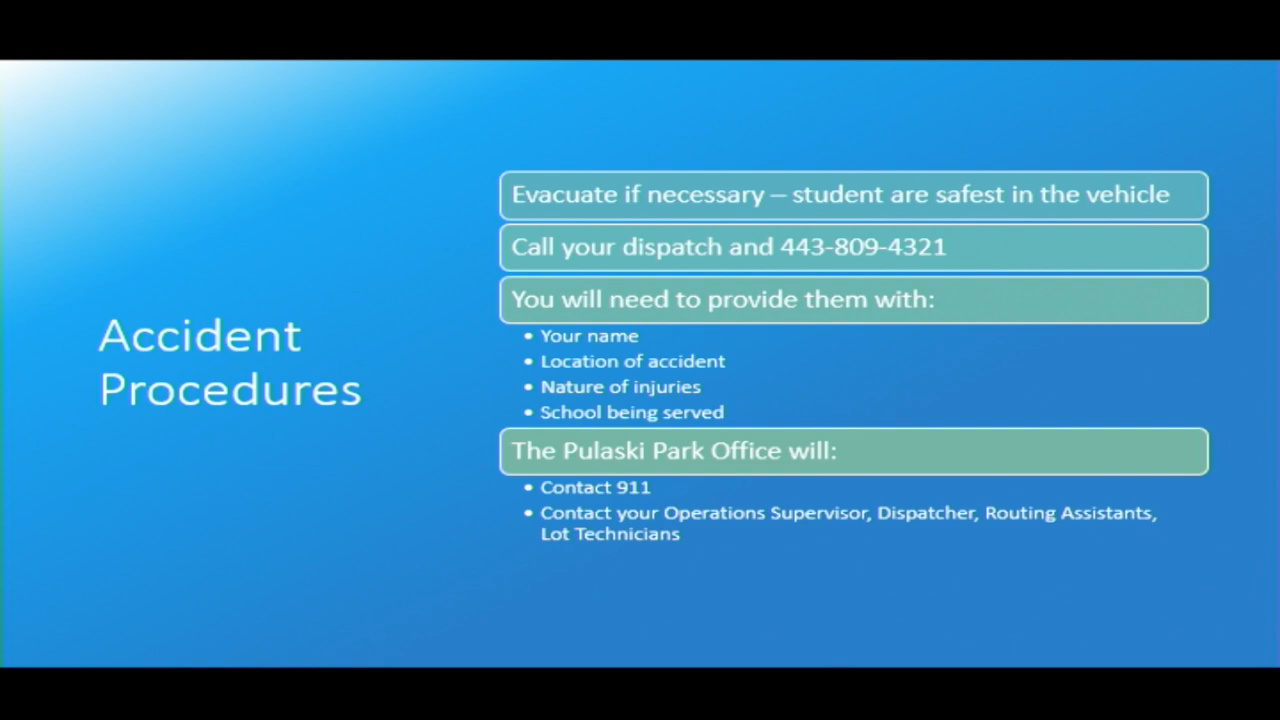 Accident
Procedures
Evacuate if necessary – student are safest in the vehicle
Call your dispatch and 443-809-4321
You will need to provide them with:
• Your name
• Location of accident
• Nature of injuries
• School being served
The Pulaski Park Office will:
• Contact 911
• Contact your Operations Supervisor, Dispatcher, Routing Assistants,
Lot Technicians